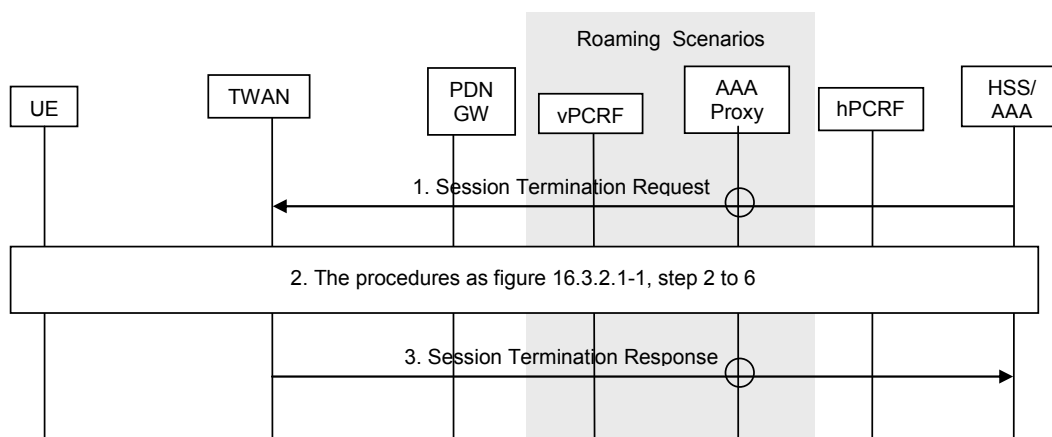 Roaming Scenarios
UE
TWAN
PDN
GW
vPCRF
AAA
Proxy
hPCRF
HSS/
AAA
1. Session Termination Request
2. The procedures as figure 16.3.2.1-1, step 2 to 6
3. Session Termination Response